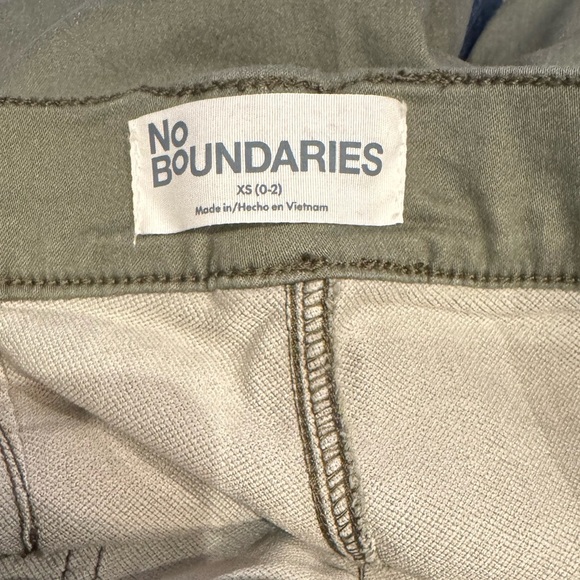 NO
BOUNDARIES
XS (0-2)
Made in/Hecho en Vietnam